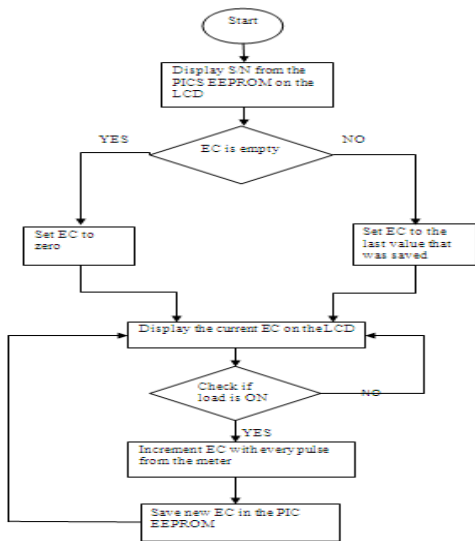 Start
Display S/N from the
PICS EEPROM on the
LCD
YES
NO
EC is empty
Set EC to
zero
Set EC to the
last value that
was saved
Display the current EC on the LCD
Check if
load is ON
NO
YES
Increment EC with every pulse
from the meter
Save new EC in the PIC
EEPROM